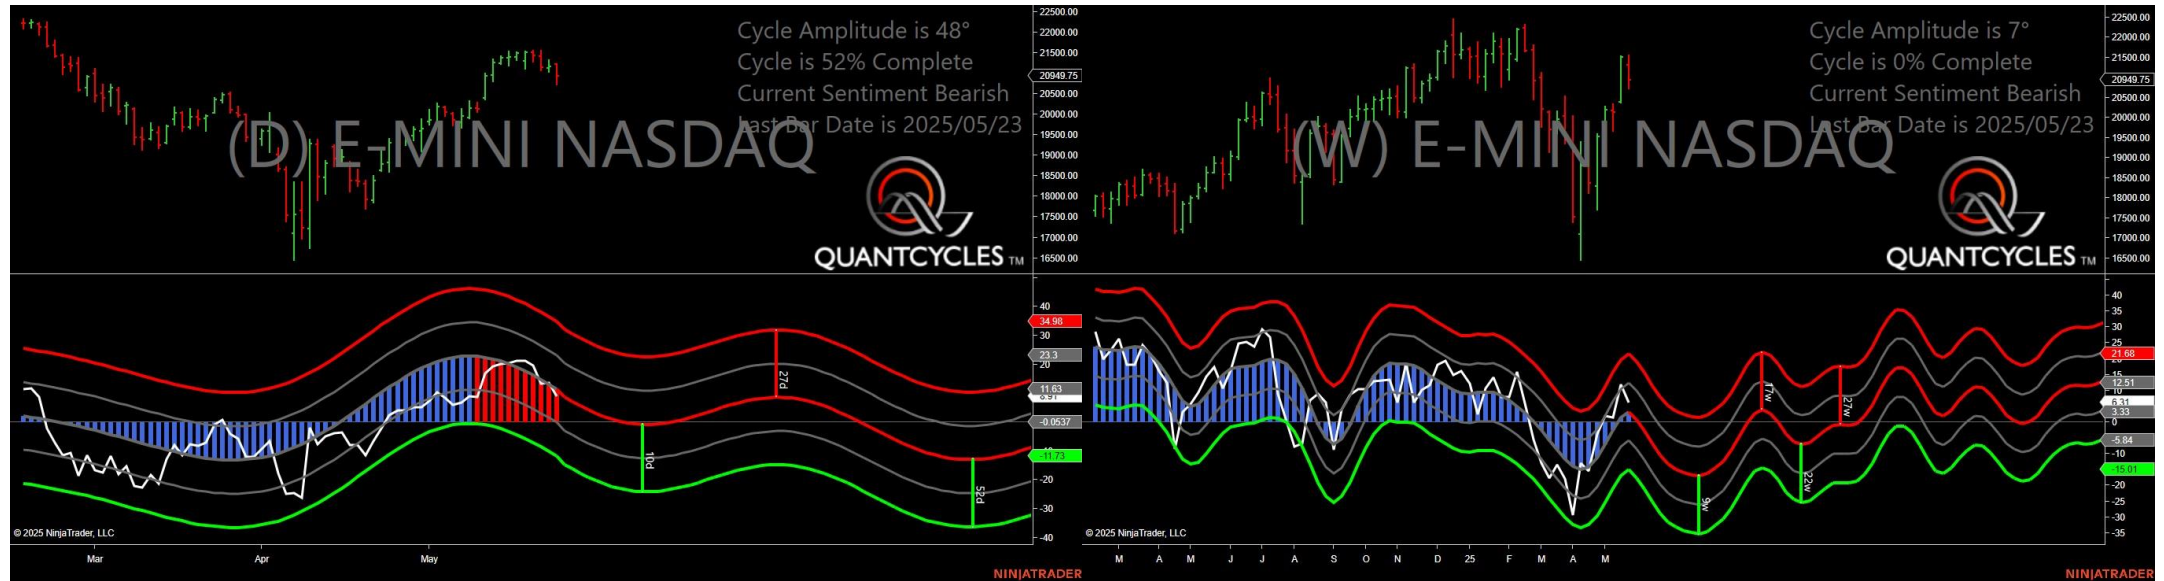 Cycle Amplitude is 48°
Cycle is 52% Complete
Current Sentiment Bearish
Last Bar Date is 2025/05/23
(D) E-MINI NASDAQ
QUANTCYCLES TM
22500.00
22000.00
21500.00
20949.75
20500.00
20000.00
19500.00
19000.00
18500.00
18000.00
17500.00
17000.00
16500.00
40
34.98
30
23.3
20
11.63
8.91
-0.0537
-11.73
-20
-30
-40
27d
10d
52d
© 2025 NinjaTrader, LLC
Mar Apr May
NINJATRADER
Cycle Amplitude is 7°
Cycle is 0% Complete
Current Sentiment Bearish
Last Bar Date is 2025/05/23
(W) E-MINI NASDAQ
QUANTCYCLES TM
22500.00
22000.00
21500.00
20949.75
20500.00
20000.00
19500.00
19000.00
18500.00
18000.00
17500.00
17000.00
16500.00
40
35
30
25
21.68
15
12.51
10
6.31
3.33
0
-5.84
-10
-15.01
-20
-25
-30
-35
17w
27w
9w
22w
© 2025 NinjaTrader, LLC
M A M J J A S O N D 25 F M A M
NINJATRADER